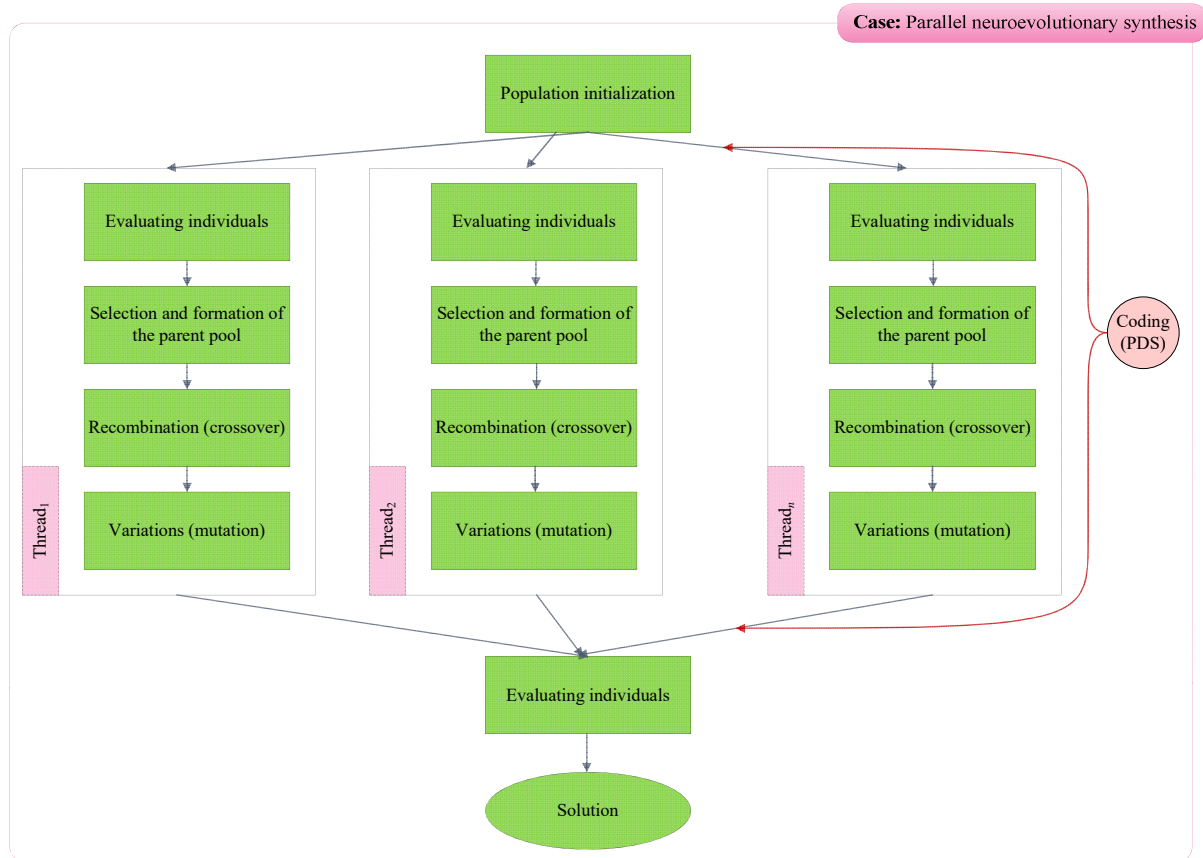 Case: Parallel neuroevolutionary synthesis
Population initialization
Evaluating individuals
Selection and formation of
the parent pool
Recombination (crossover)
Variations (mutation)
Thread1
Evaluating individuals
Selection and formation of
the parent pool
Recombination (crossover)
Variations (mutation)
Thread2
Evaluating individuals
Selection and formation of
the parent pool
Recombination (crossover)
Variations (mutation)
Threadn
Coding
(PDS)
Evaluating individuals
Solution